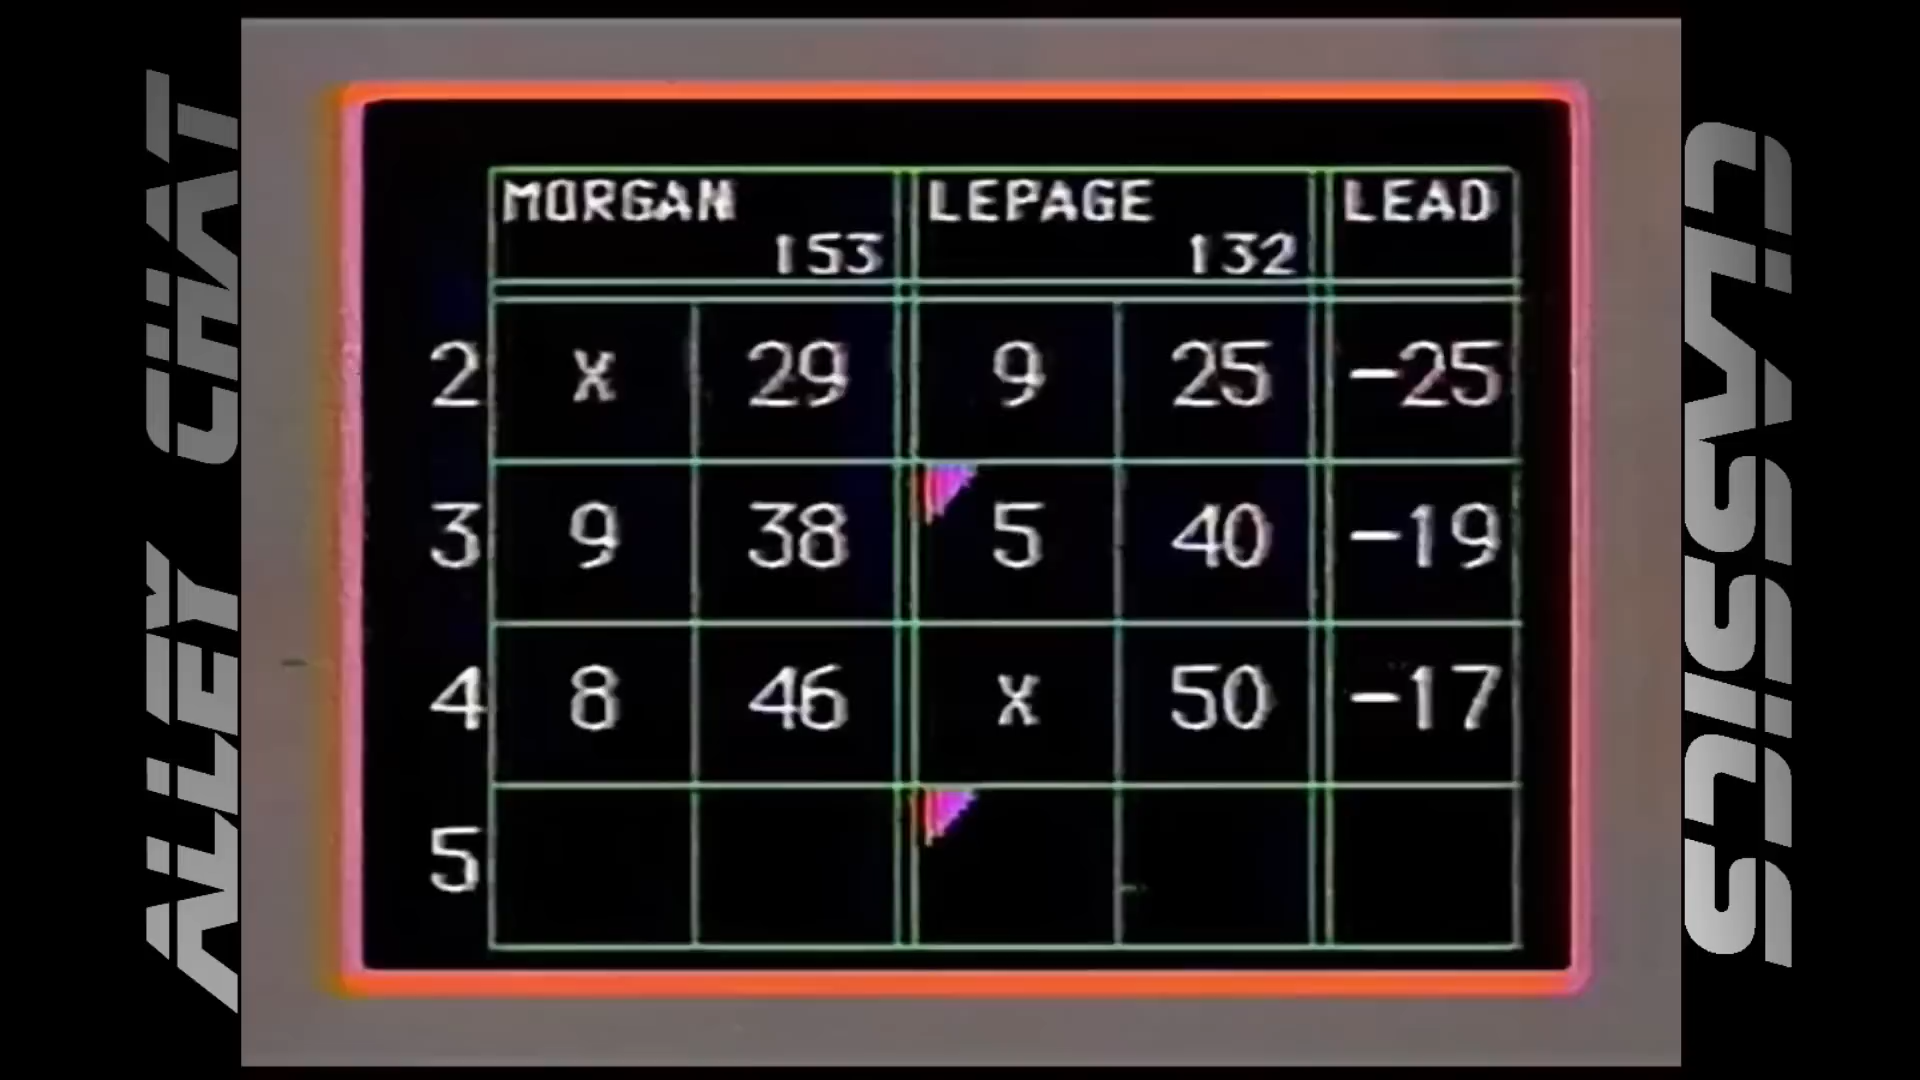 ALLEY CHAT
MORGAN LEPAGE LEAD
153 132
2 X 29 9 25 -25
3 9 38 5 40 -19
4 8 46 X 50 -17
5
CLASSICS